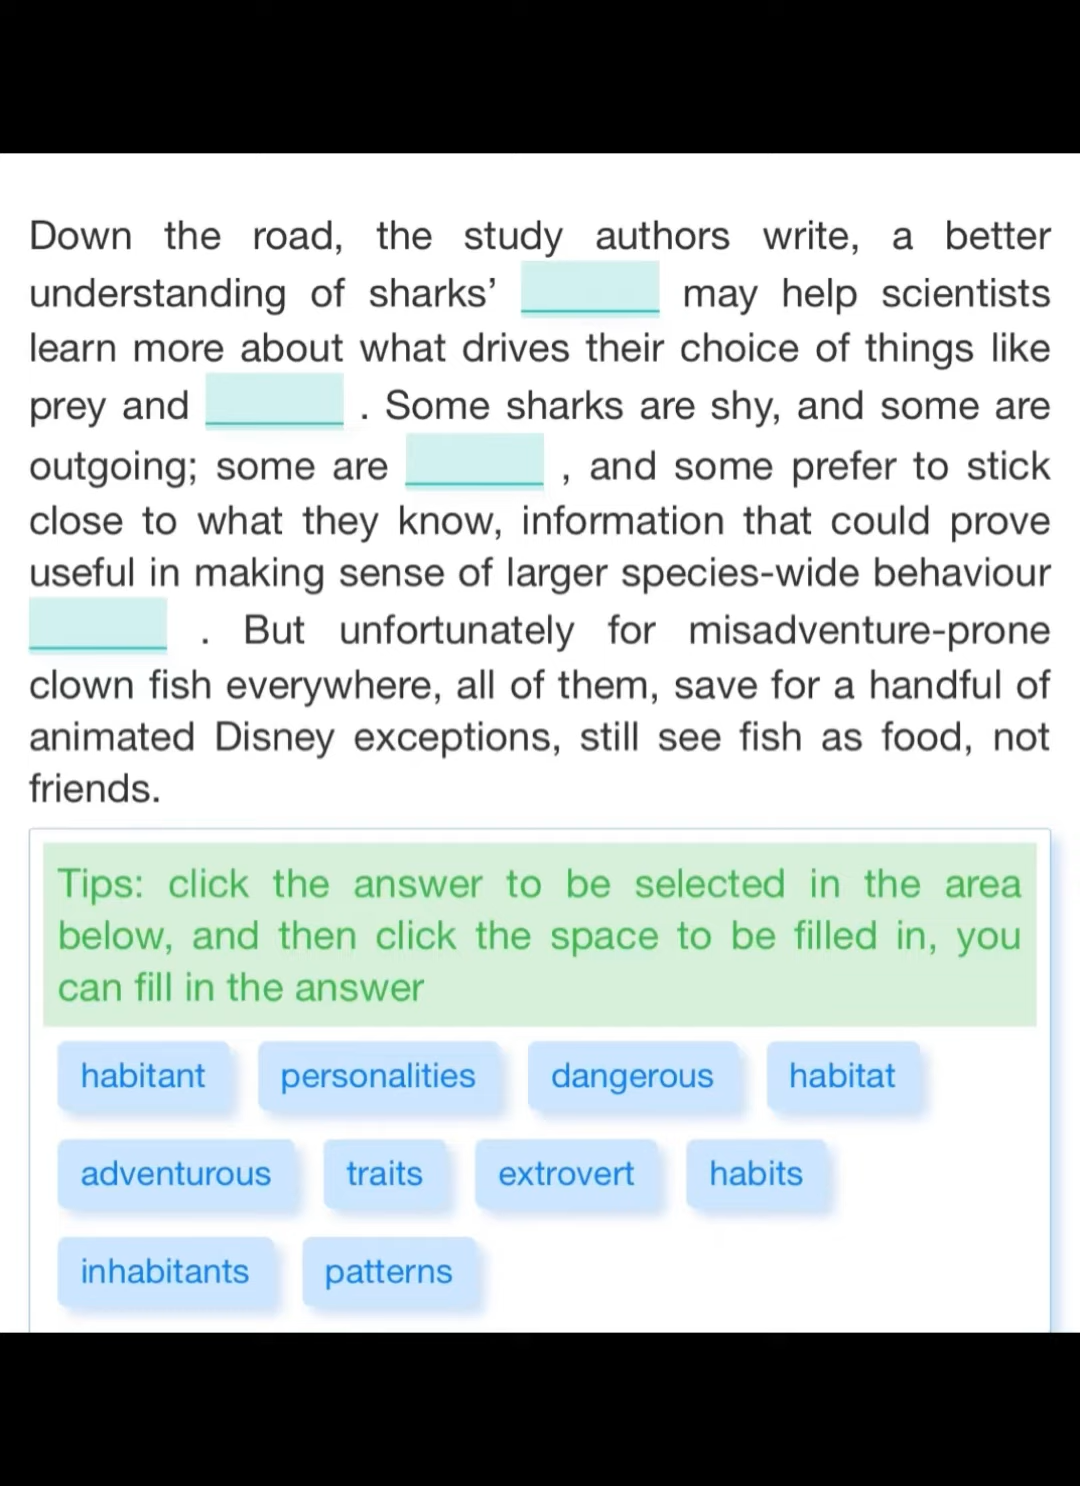 Down the road, the study authors write, a better
understanding of sharks’ may help scientists
learn more about what drives their choice of things like
prey and . Some sharks are shy, and some are
outgoing; some are , and some prefer to stick
close to what they know, information that could prove
useful in making sense of larger species-wide behaviour
. But unfortunately for misadventure-prone
clown fish everywhere, all of them, save for a handful of
animated Disney exceptions, still see fish as food, not
friends.
Tips: click the answer to be selected in the area
below, and then click the space to be filled in, you
can fill in the answer
habitant personalities dangerous habitat
adventurous traits extrovert habits
inhabitants patterns